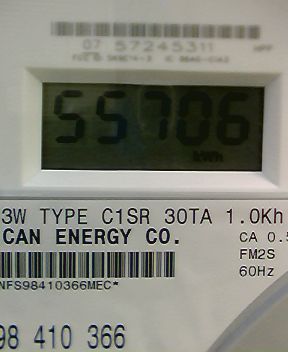 07 57245311
55706
kWh
3W TYPE C1SR 30TA 1.0Kh
CAN ENERGY CO.
CA 0.5
FM2S
60Hz
NFS98410366MEC*
98 410 366